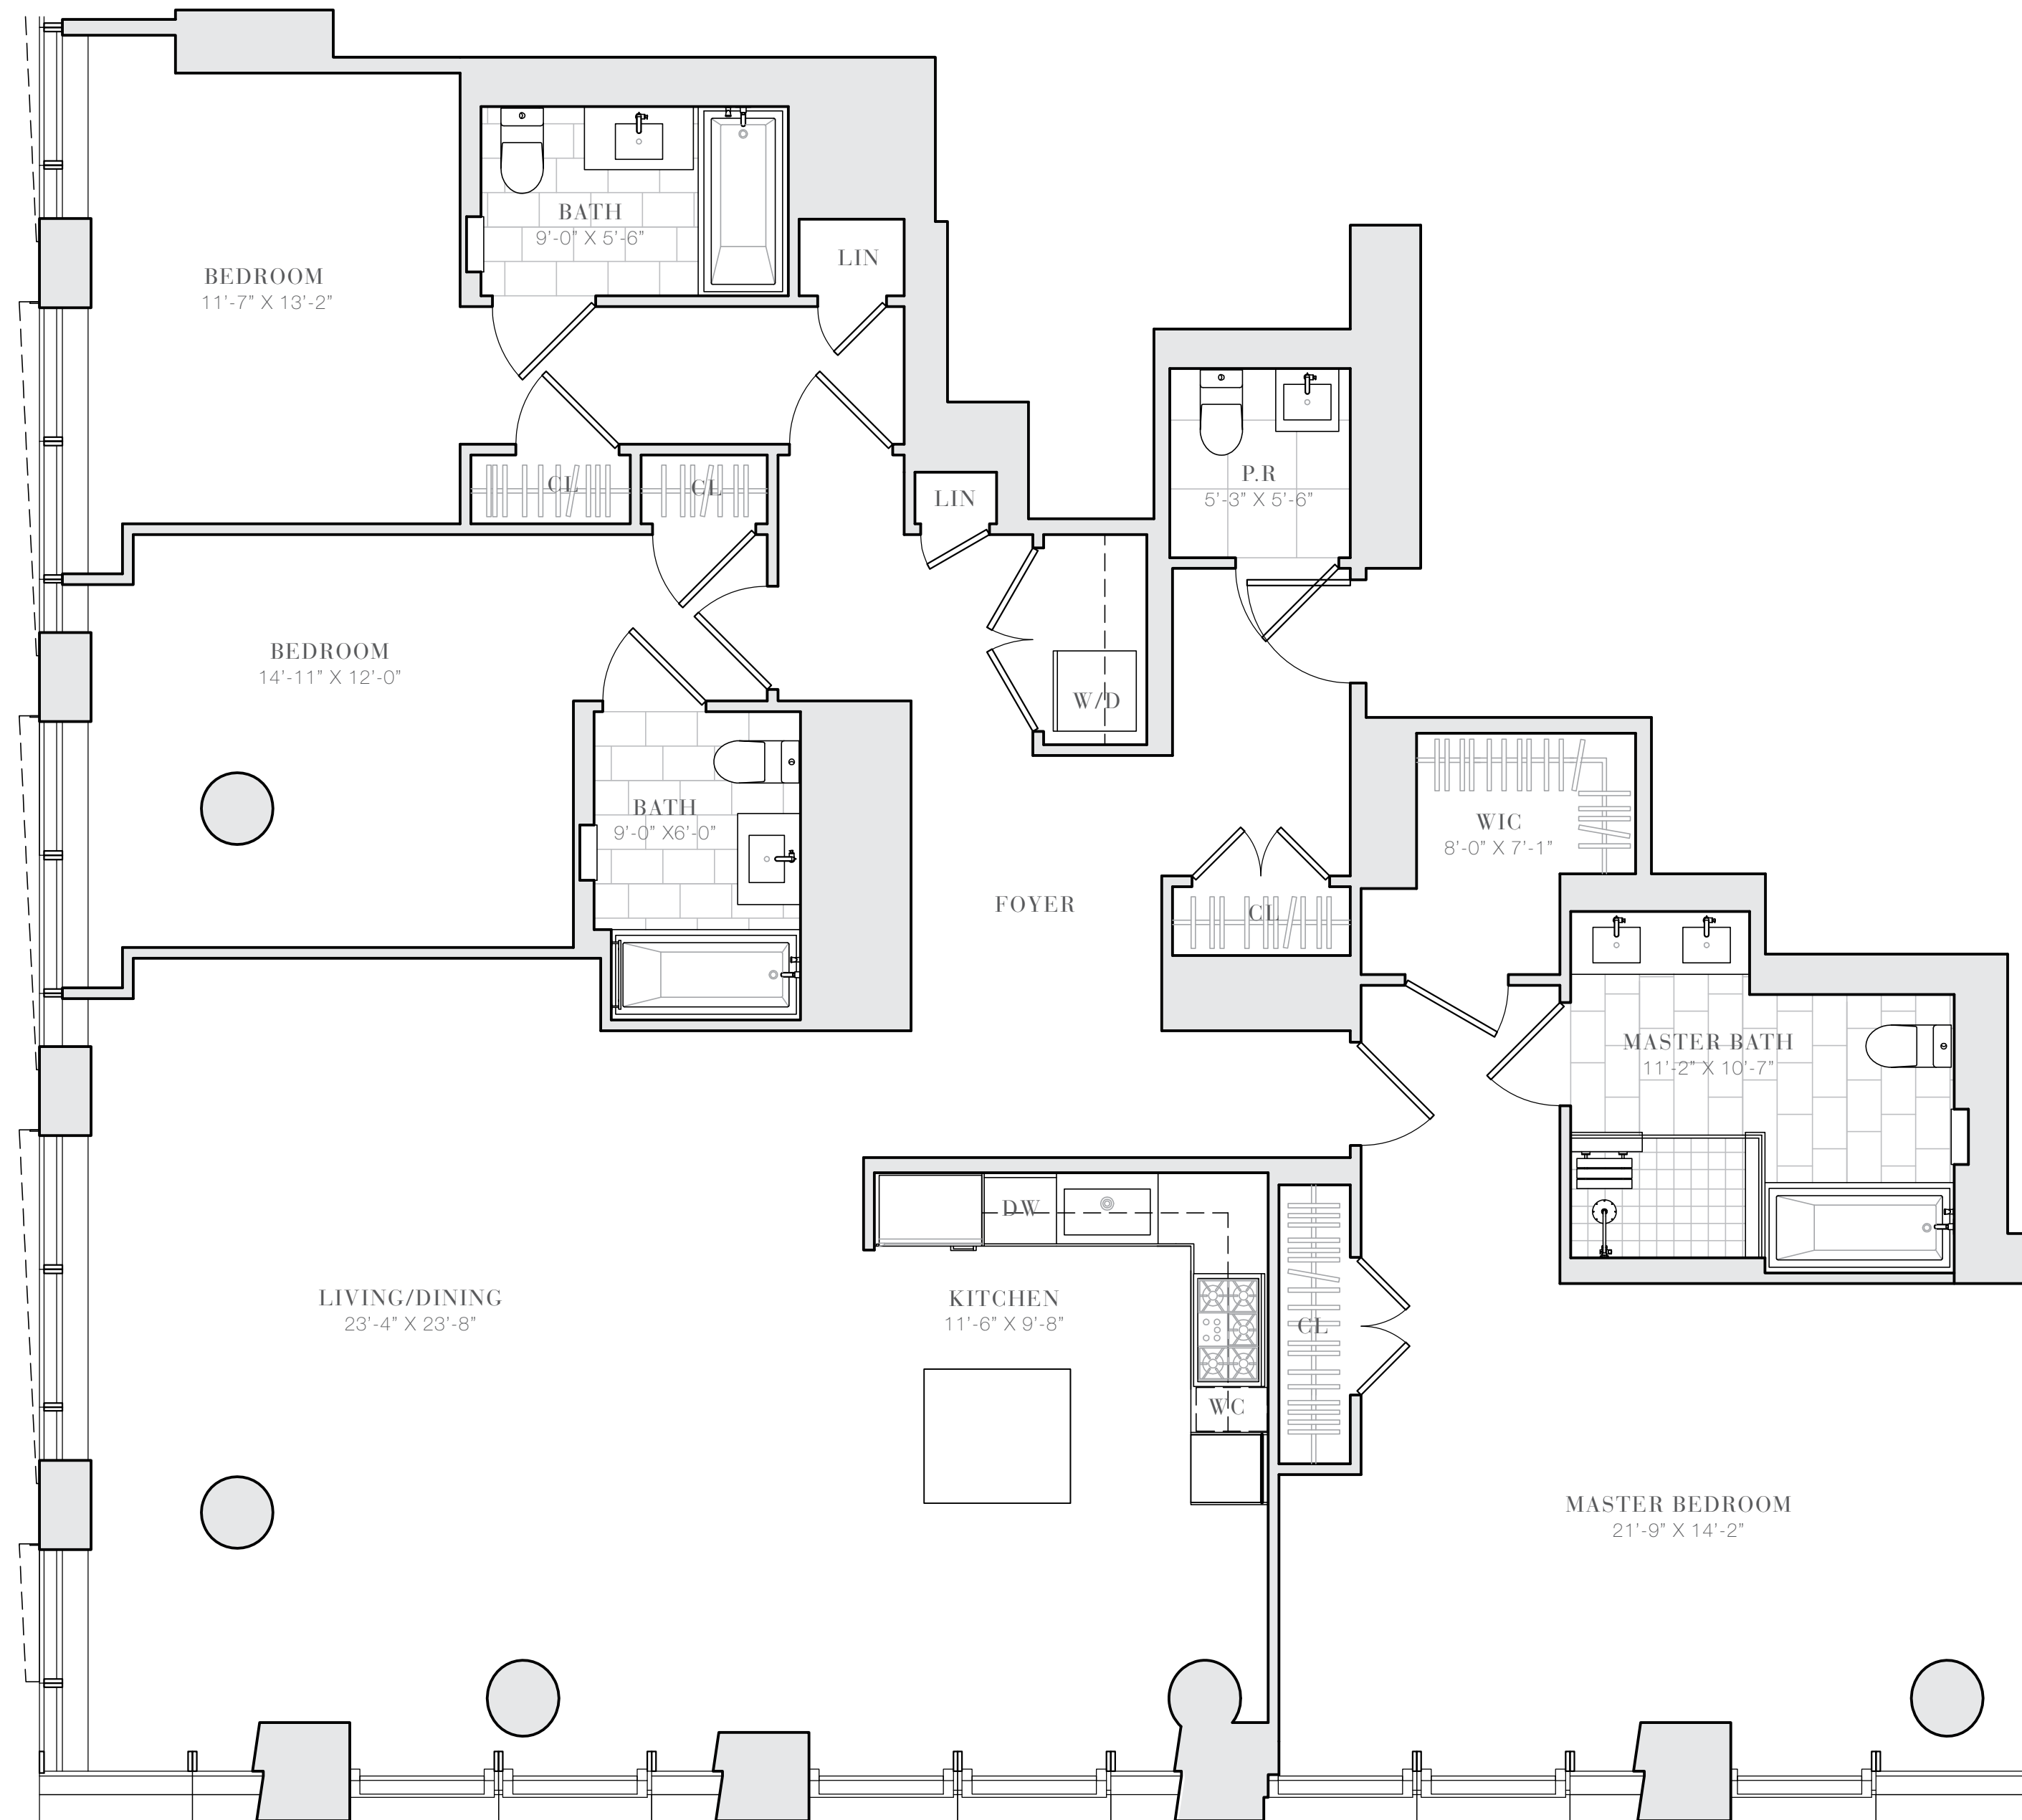 BATH
9’-0” X 5’-6”
LIN
BEDROOM
11’-7” X 13’-2”
CL
CL
LIN
P.R
5’-3” X 5’-6”
BEDROOM
14’-11” X 12’-0”
W/D
BATH
9’-0” X6’-0”
WIC
8’-0” X 7’-1”
FOYER
CL
MASTER BATH
11’-2” X 10’-7”
DW
LIVING/DINING
23’-4” X 23’-8”
KITCHEN
11’-6” X 9’-8”
CL
WC
MASTER BEDROOM
21’-9” X 14’-2”